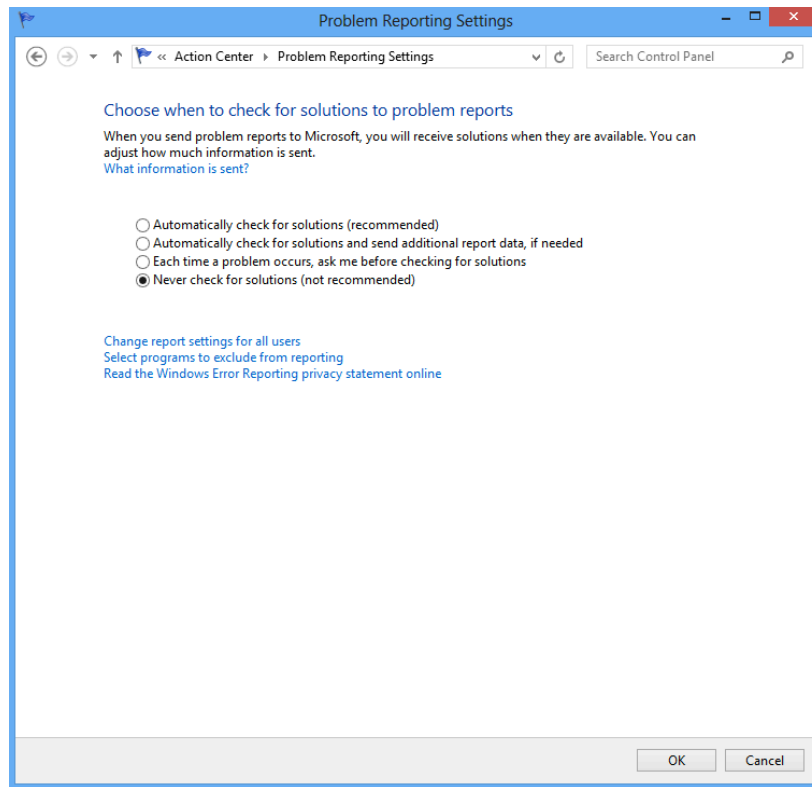 Problem Reporting Settings
« Action Center Problem Reporting Settings Search Control Panel
Choose when to check for solutions to problem reports
When you send problem reports to Microsoft, you will receive solutions when they are available. You can
adjust how much information is sent.
What information is sent?
Automatically check for solutions (recommended)
Automatically check for solutions and send additional report data, if needed
Each time a problem occurs, ask me before checking for solutions
Never check for solutions (not recommended)
Change report settings for all users
Select programs to exclude from reporting
Read the Windows Error Reporting privacy statement online
OK Cancel